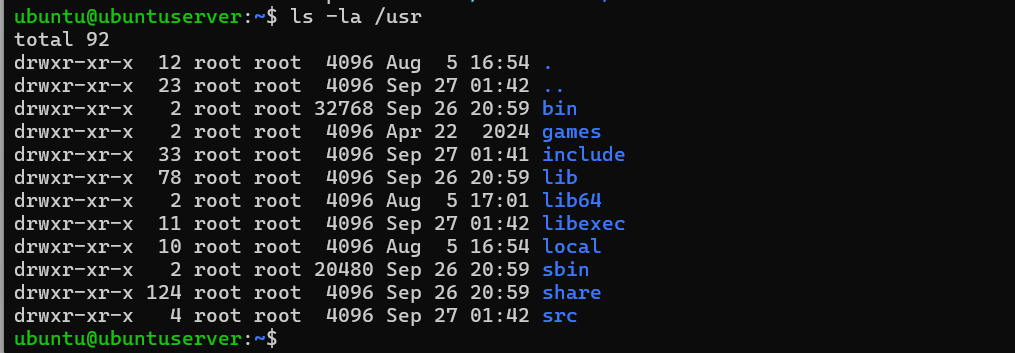 ubuntu@ubuntuserver:~$ ls -la /usr
total 92
drwxr-xr-x  12 root root  4096 Aug  5 16:54 .
drwxr-xr-x  23 root root  4096 Sep 27 01:42 ..
drwxr-xr-x   2 root root 32768 Sep 26 20:59 bin
drwxr-xr-x   2 root root  4096 Apr 22  2024 games
drwxr-xr-x  33 root root  4096 Sep 27 01:41 include
drwxr-xr-x  78 root root  4096 Sep 26 20:59 lib
drwxr-xr-x   2 root root  4096 Aug  5 17:01 lib64
drwxr-xr-x  11 root root  4096 Sep 27 01:42 libexec
drwxr-xr-x  10 root root  4096 Aug  5 16:54 local
drwxr-xr-x   2 root root 20480 Sep 26 20:59 sbin
drwxr-xr-x 124 root root  4096 Sep 26 20:59 share
drwxr-xr-x   4 root root  4096 Sep 27 01:42 src
ubuntu@ubuntuserver:~$